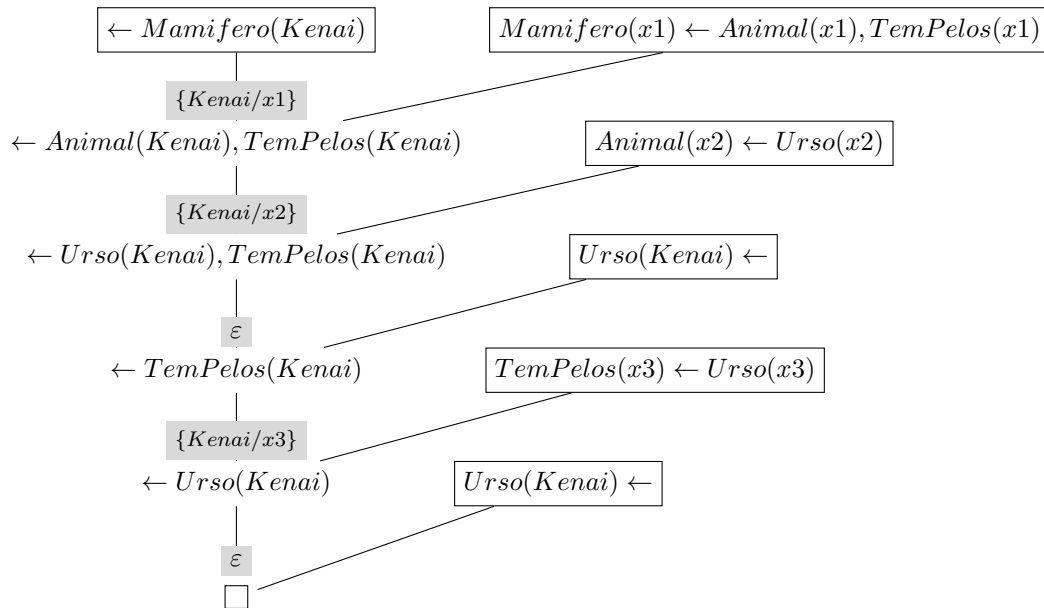 ← Mamifero(Kenai)
Mamifero(x1) ← Animal(x1), TemPelos(x1)
{Kenai/x1}
← Animal(Kenai), TemPelos(Kenai)
Animal(x2) ← Urso(x2)
{Kenai/x2}
← Urso(Kenai), TemPelos(Kenai)
Urso(Kenai) ←
ε
← TemPelos(Kenai)
TemPelos(x3) ← Urso(x3)
{Kenai/x3}
← Urso(Kenai)
Urso(Kenai) ←
ε